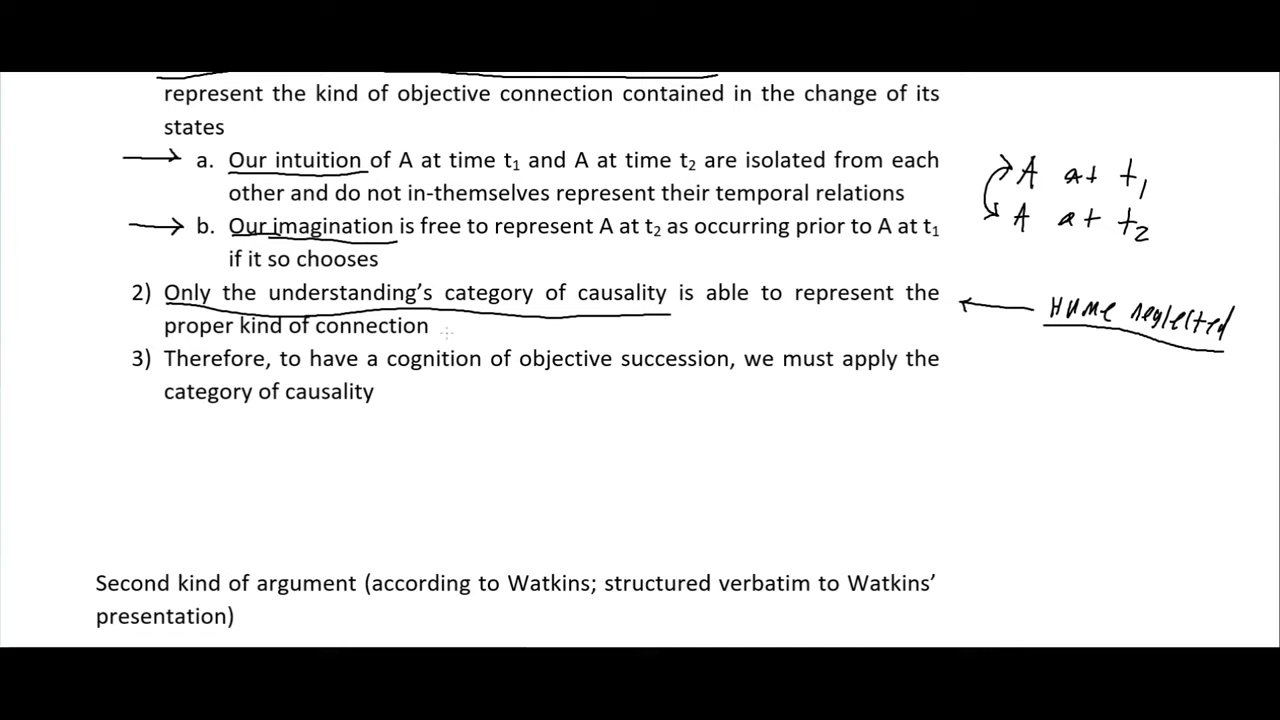 represent the kind of objective connection contained in the change of its
states
a. Our intuition of A at time t₁ and A at time t₂ are isolated from each
other and do not in-themselves represent their temporal relations
b. Our imagination is free to represent A at t₂ as occurring prior to A at t₁
if it so chooses
2) Only the understanding's category of causality is able to represent the
proper kind of connection
3) Therefore, to have a cognition of objective succession, we must apply the
category of causality
A at t₁
A at t₂
Hume neglected
Second kind of argument (according to Watkins; structured verbatim to Watkins'
presentation)